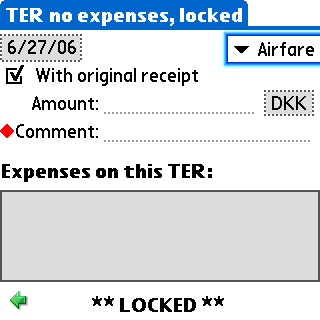 TER no expenses, locked
6/27/06
Airfare
With original receipt
Amount: DKK
Comment:
Expenses on this TER:
** LOCKED **